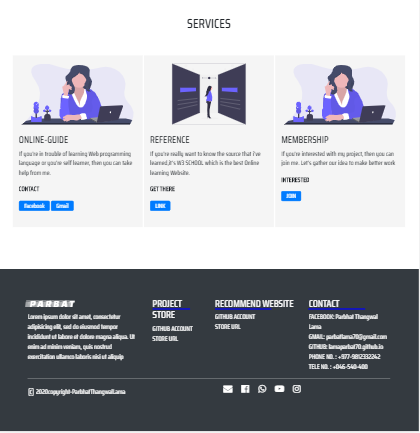 SERVICES
ONLINE-GUIDE
If you're in trouble of learning Web programming
language or you're self learner, then you can take
help from me.
CONTACT
Facebook Gmail
REFERENCE
If you're really want to know the source that i've
learned,it's W3 SCHOOL which is the best Online
learning Website.
GET THERE
LINK
MEMBERSHIP
If you're interested with my project, then you can
join me. Let's gather our idea to make better work
INTERESTED
JOIN
PARBAT
Lorem ipsum dolor sit amet, consectetur
adipisicing elit, sed do eiusmod tempor
incididunt ut labore et dolore magna aliqua. Ut
enim ad minim veniam, quis nostrud
exercitation ullamco laboris nisi ut aliquip
PROJECT
STORE
GITHUB ACCOUNT
STORE URL
RECOMMEND WEBSITE
GITHUB ACCOUNT
STORE URL
CONTACT
FACEBOOK: Parbhat Thangwal
Lama
GMAIL: parbatlama70@gmail.com
GITHUB: lamaparbat70.github.io
PHONE NO. : +977-9812332242
TELE NO. : +046-540-400
© 2020copyright-ParbhatThangwalLama